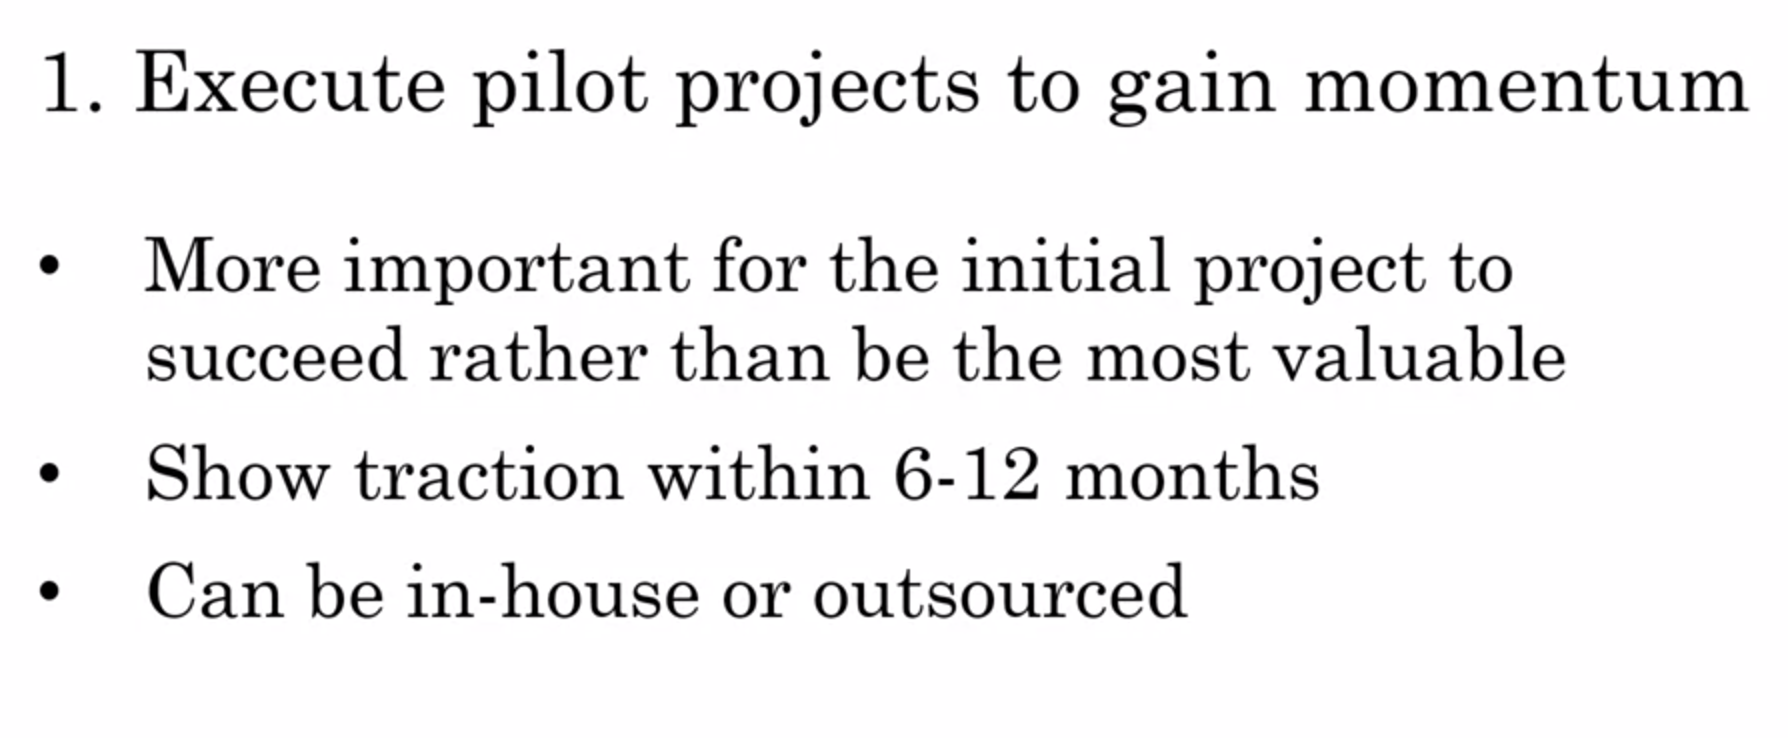 1. Execute pilot projects to gain momentum
• More important for the initial project to
succeed rather than be the most valuable
• Show traction within 6-12 months
• Can be in-house or outsourced